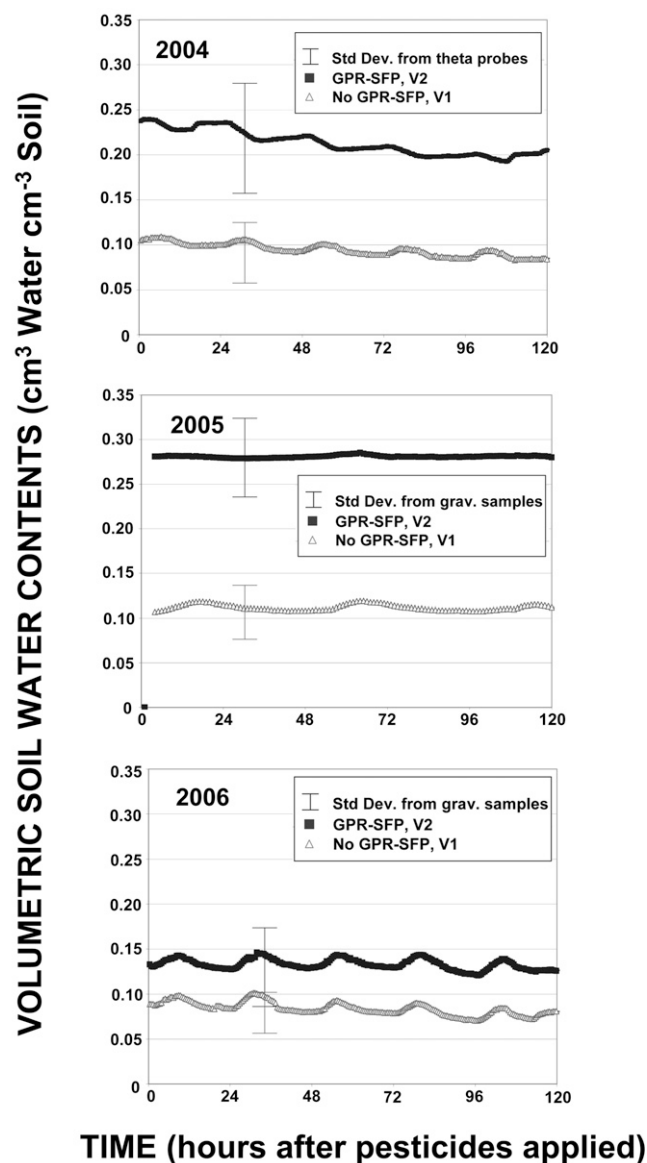 VOLUMETRIC SOIL WATER CONTENTS (cm³ Water cm⁻³ Soil)
2004
Std Dev. from theta probes
GPR-SFP, V2
No GPR-SFP, V1
0.35
0.30
0.25
0.20
0.15
0.10
0.05
0
0 24 48 72 96 120
2005
Std Dev. from grav. samples
GPR-SFP, V2
No GPR-SFP, V1
0.35
0.30
0.25
0.20
0.15
0.10
0.05
0
0 24 48 72 96 120
2006
Std Dev. from grav. samples
GPR-SFP, V2
No GPR-SFP, V1
0.35
0.30
0.25
0.20
0.15
0.10
0.05
0
0 24 48 72 96 120
TIME (hours after pesticides applied)